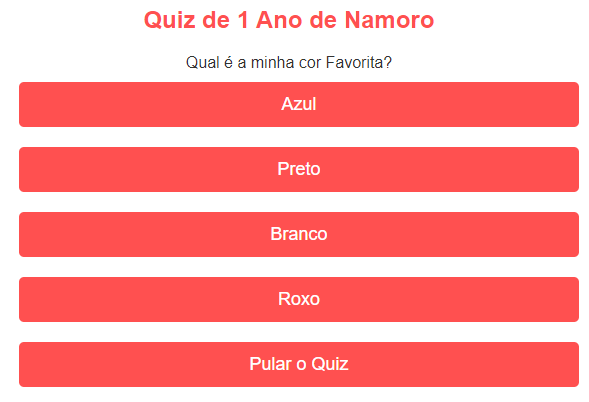 Quiz de 1 Ano de Namoro
Qual é a minha cor Favorita?
Azul
Preto
Branco
Roxo
Pular o Quiz